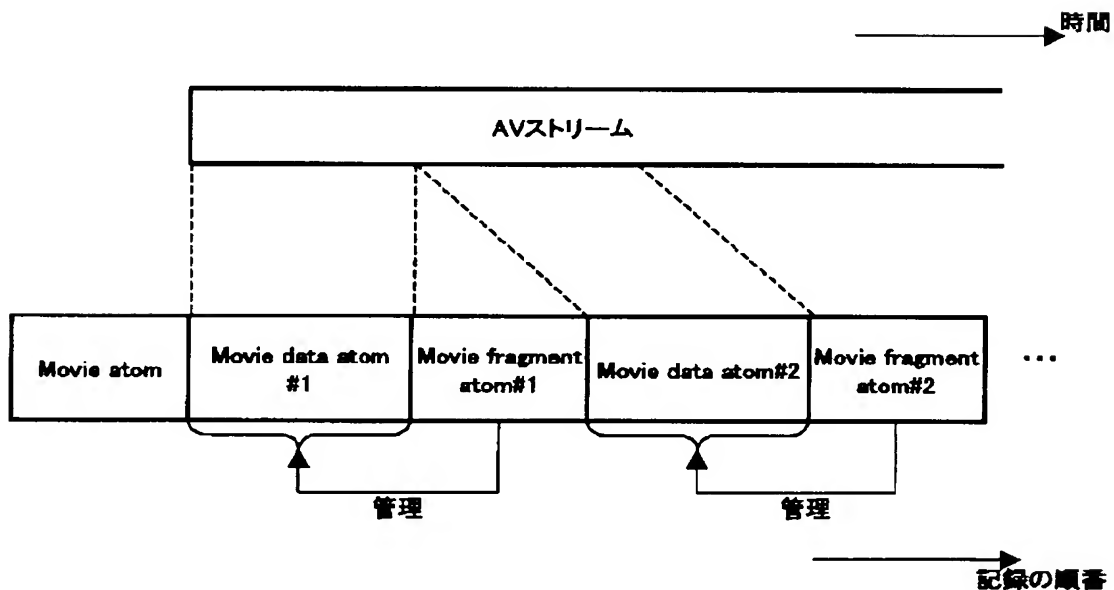 時間
AVストリーム
Movie atom
Movie data atom
#1
Movie fragment
atom#1
Movie data atom#2
Movie fragment
atom#2
...
管理
管理
記録の順番